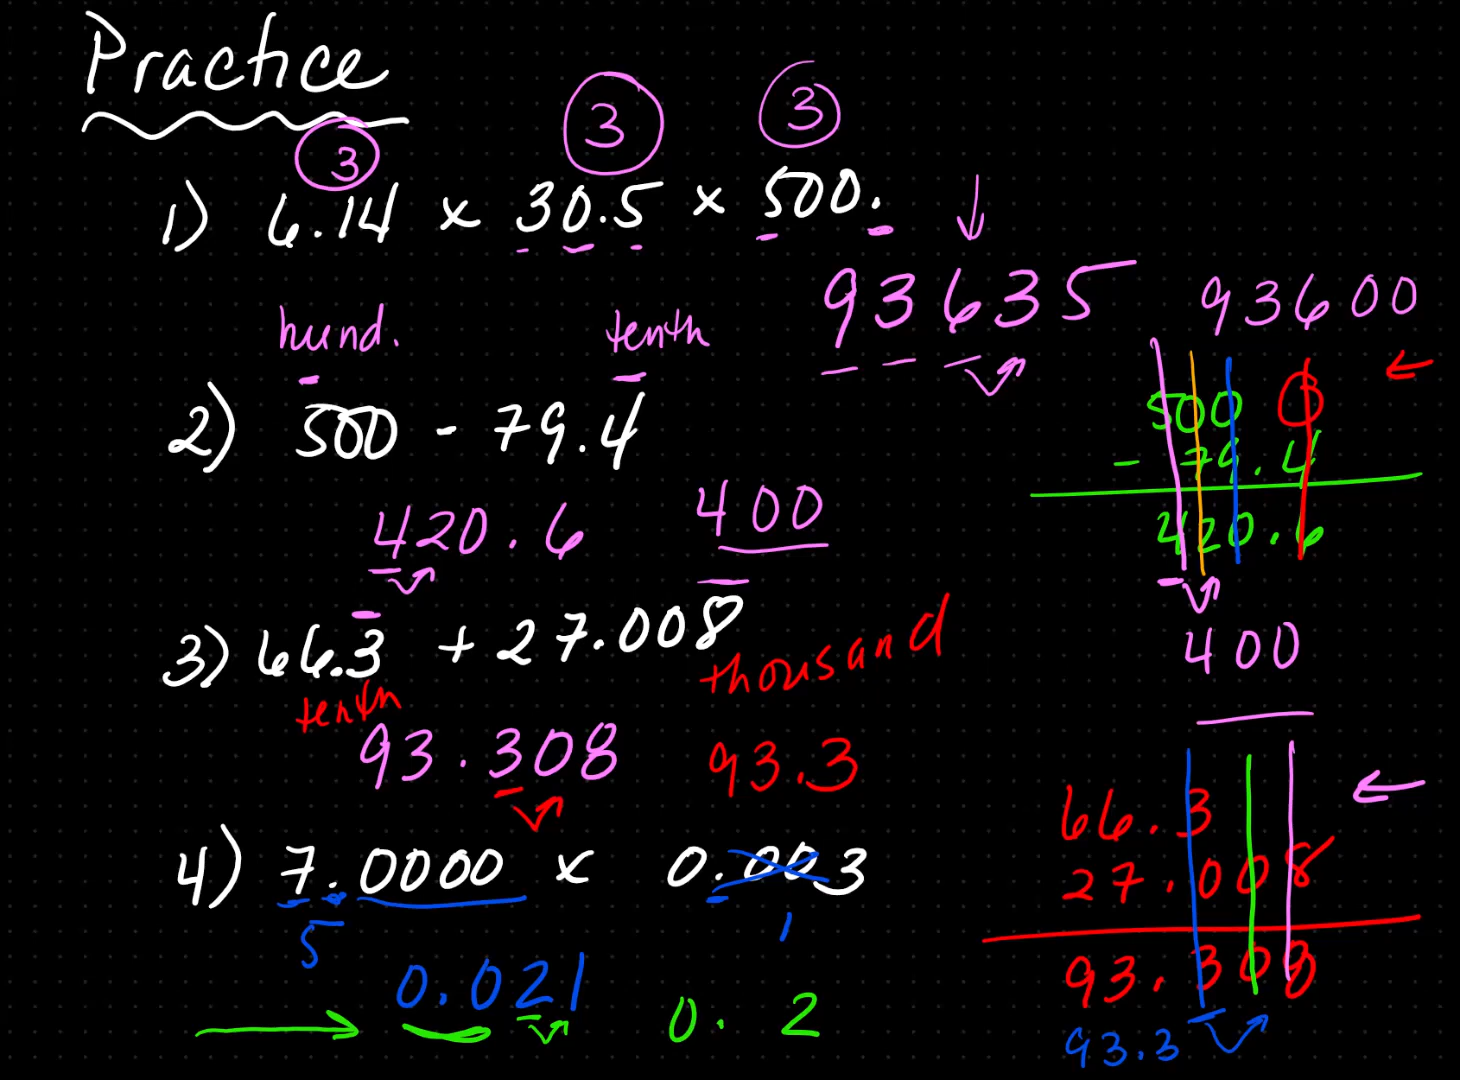 Practice
3 3 3
1) 6.14 x 30.5 x 500.
93635 93600
hund. tenth
2) 500 - 79.4
500 0
- 79.4
420.6
420.6 400
400
3) 66.3 + 27.008
tenth thousand
93.308 93.3
66.3
27.008
93.308
93.3
4) 7.0000 x 0.003
5 1
0.021 0.2